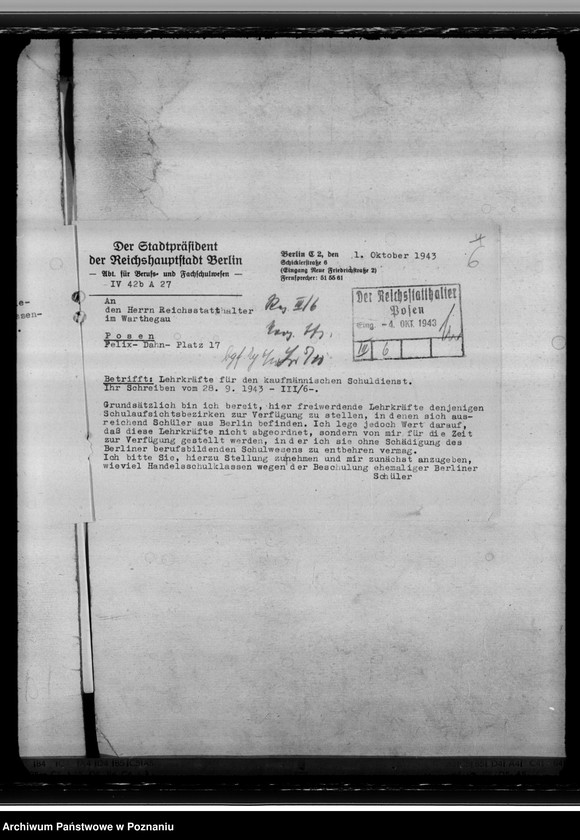 Der Stadtpräsident
der Reichshauptstadt Berlin
— Abt. für Berufs- und Fachschulwesen —
IV 42b A 27
Berlin C 2, den 1. Oktober 1943
Schicklerstraße 6
(Eingang Neue Friedrichstraße 2)
Fernsprecher: 51 55 61
4/6
An
den Herrn Reichsstatthalter
im Warthegau
Posen
Felix- Dahn- Platz 17
Der Reichsstatthalter
Posen
Eing. -4. OKT. 1943
III 6
Betrifft: Lehrkräfte für den kaufmännischen Schuldienst.
Ihr Schreiben vom 28. 9. 1943 - III/6-.
Grundsätzlich bin ich bereit, hier freiwerdende Lehrkräfte denjenigen
Schulaufsichtsbezirken zur Verfügung zu stellen, in denen sich aus-
reichend Schüler aus Berlin befinden. Ich lege jedoch Wert darauf,
daß diese Lehrkräfte nicht abgeordnet, sondern von mir für die Zeit
zur Verfügung gestellt werden, in der ich sie ohne Schädigung des
Berliner berufsbildenden Schulwesens zu entbehren vermag.
Ich bitte Sie, hierzu Stellung zunehmen und mir zunächst anzugeben,
wieviel Handelsschulklassen wegen der Beschulung ehemaliger Berliner
Schüler
Archiwum Państwowe w Poznaniu